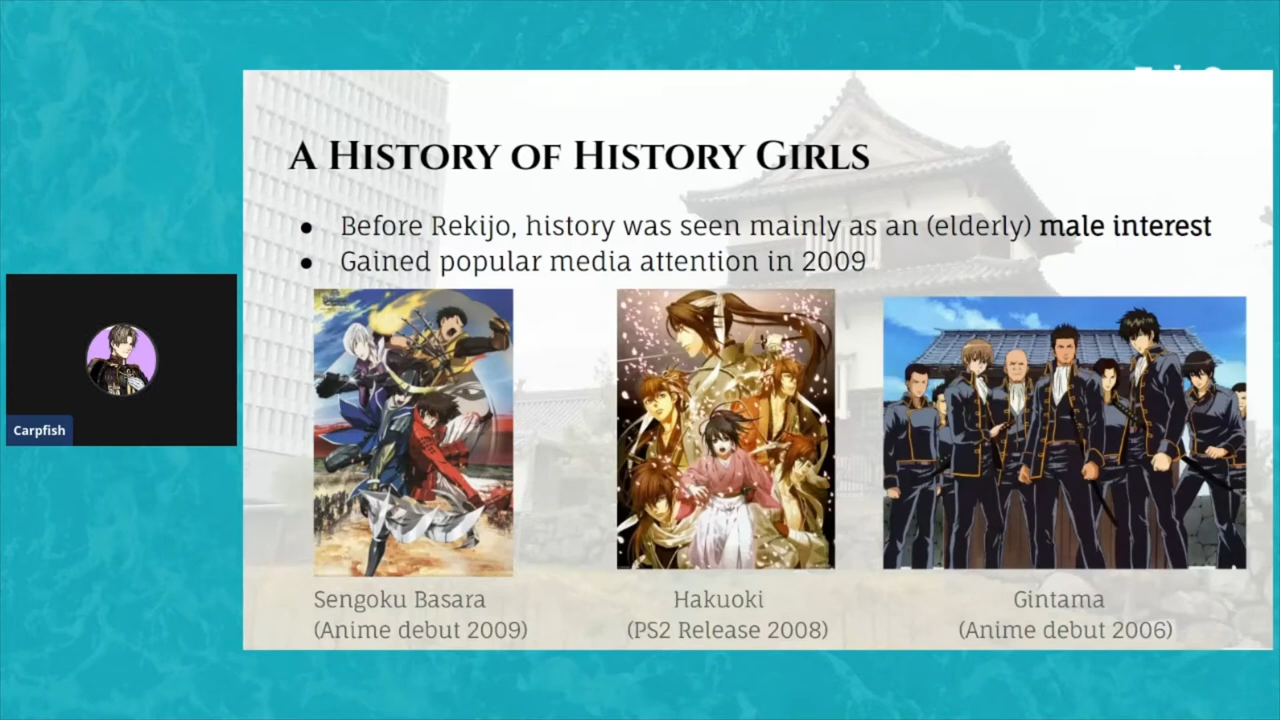 A History of History Girls
● Before Rekijo, history was seen mainly as an (elderly) male interest
● Gained popular media attention in 2009
Carpfish
Sengoku Basara
(Anime debut 2009)
Hakuoki
(PS2 Release 2008)
Gintama
(Anime debut 2006)